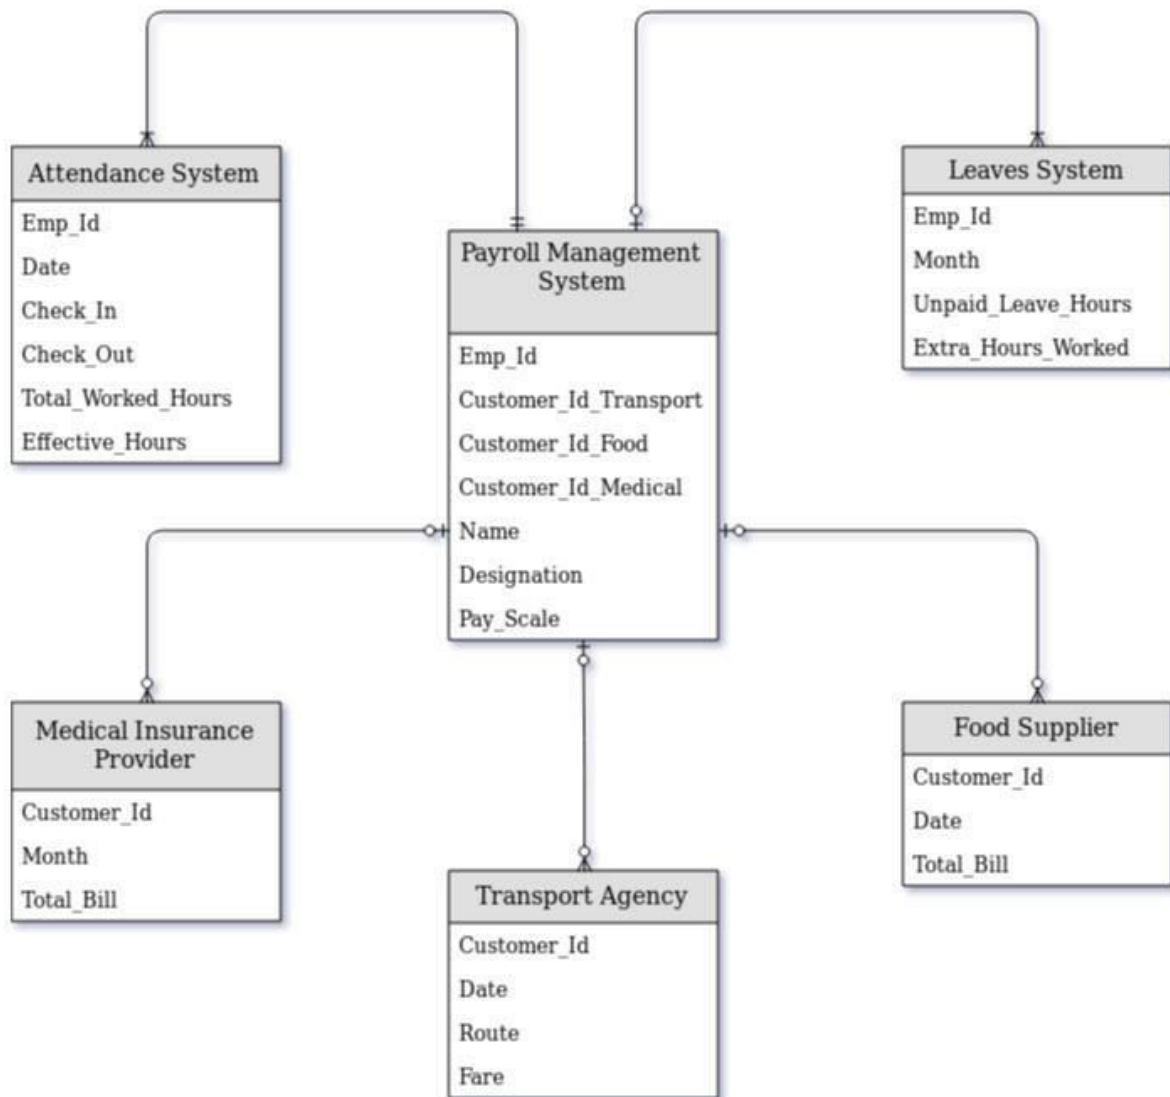 Attendance System
Emp_Id
Date
Check_In
Check_Out
Total_Worked_Hours
Effective_Hours
Leaves System
Emp_Id
Month
Unpaid_Leave_Hours
Extra_Hours_Worked
Payroll Management
System
Emp_Id
Customer_Id_Transport
Customer_Id_Food
Customer_Id_Medical
Name
Designation
Pay_Scale
Medical Insurance
Provider
Customer_Id
Month
Total_Bill
Transport Agency
Customer_Id
Date
Route
Fare
Food Supplier
Customer_Id
Date
Total_Bill